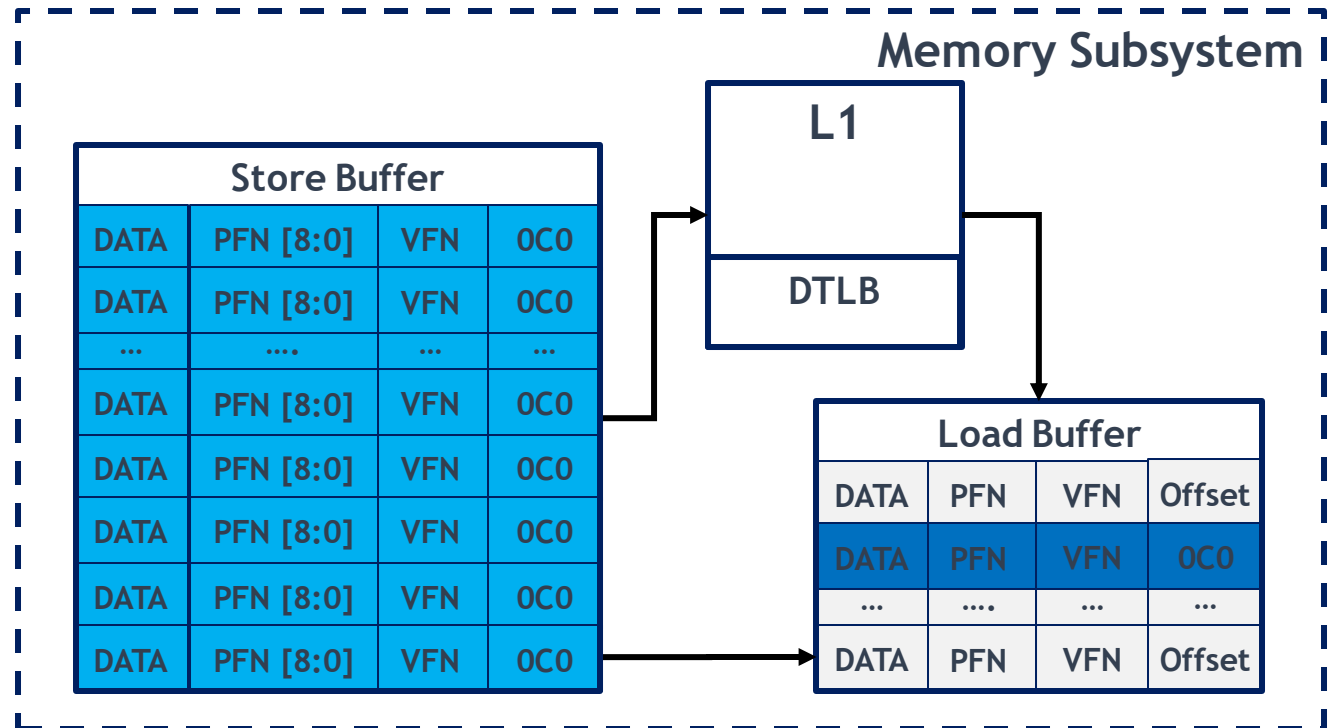 Memory Subsystem
L1
DTLB
Store Buffer
DATA PFN [8:0] VFN 0C0
DATA PFN [8:0] VFN 0C0
... .... ... ...
DATA PFN [8:0] VFN 0C0
DATA PFN [8:0] VFN 0C0
DATA PFN [8:0] VFN 0C0
DATA PFN [8:0] VFN 0C0
DATA PFN [8:0] VFN 0C0
Load Buffer
DATA PFN VFN Offset
DATA PFN VFN 0C0
... .... ... ...
DATA PFN VFN Offset